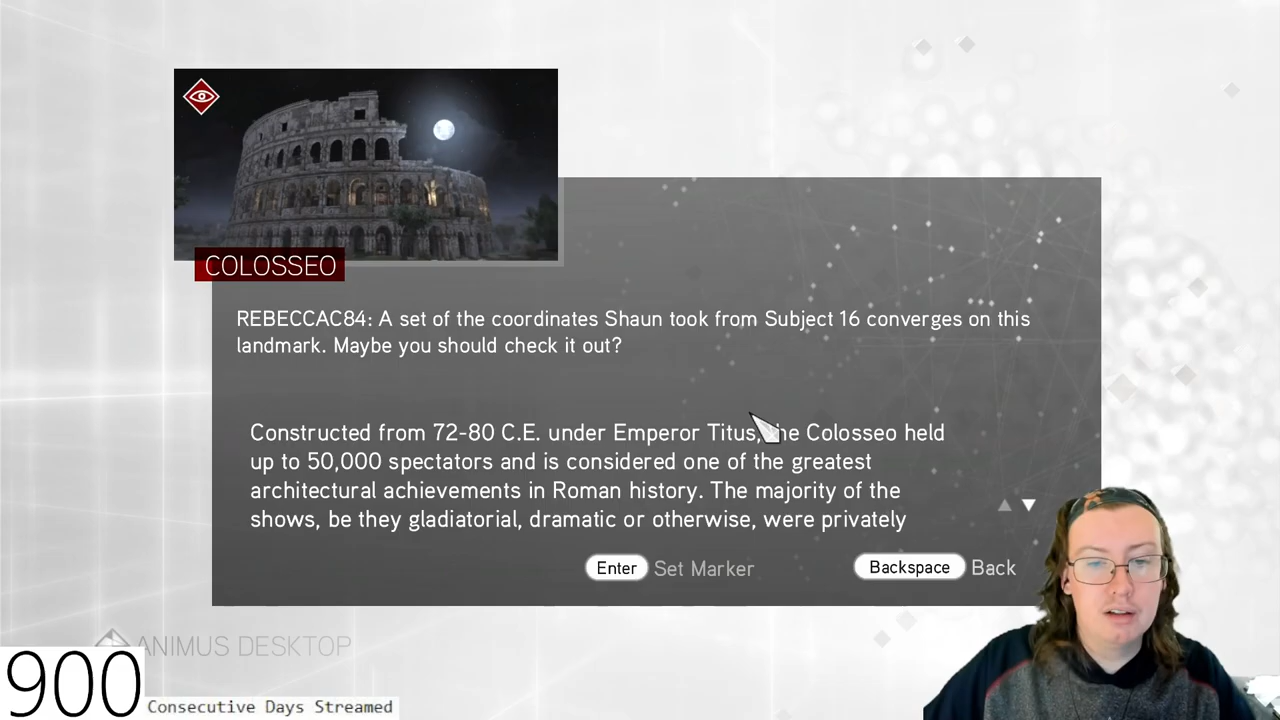 COLOSSEO
REBECCAC84: A set of the coordinates Shaun took from Subject 16 converges on this
landmark. Maybe you should check it out?
Constructed from 72-80 C.E. under Emperor Titus, the Colosseo held
up to 50,000 spectators and is considered one of the greatest
architectural achievements in Roman history. The majority of the
shows, be they gladiatorial, dramatic or otherwise, were privately
Enter Set Marker Backspace Back
ANIMUS DESKTOP
900 Consecutive Days Streamed